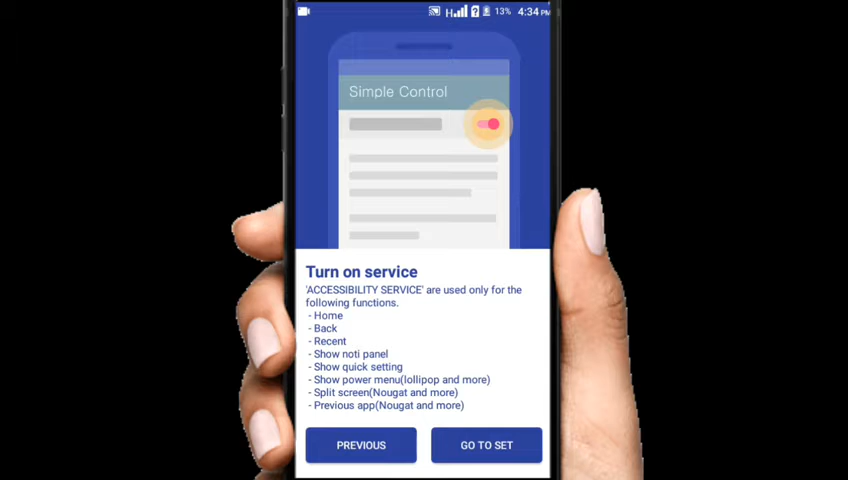 H 13% 4:34 PM
Simple Control
Turn on service
'ACCESSIBILITY SERVICE' are used only for the
following functions.
- Home
- Back
- Recent
- Show noti panel
- Show quick setting
- Show power menu(lollipop and more)
- Split screen(Nougat and more)
- Previous app(Nougat and more)
PREVIOUS GO TO SET